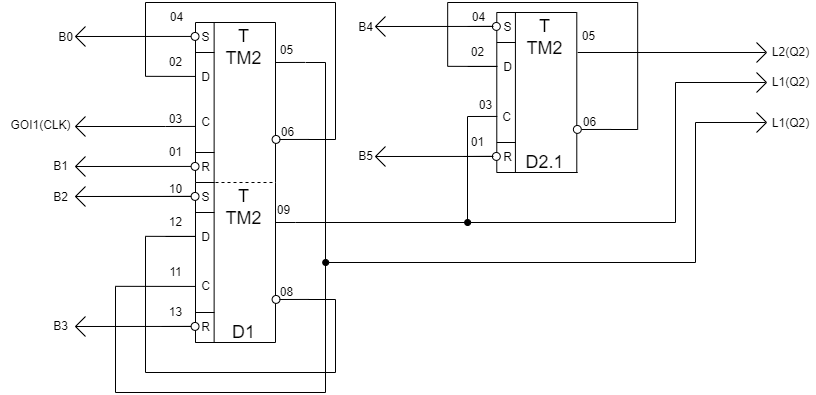 04
B0
S
T
TM2
05
02
D
03
GOI1(CLK)
C
06
01
B1
R
10
B2
S
T
TM2
09
12
D
11
C
08
13
B3
R
D1
04
B4
S
T
TM2
05
L2(Q2)
02
D
L1(Q2)
03
C
06
L1(Q2)
01
B5
R
D2.1